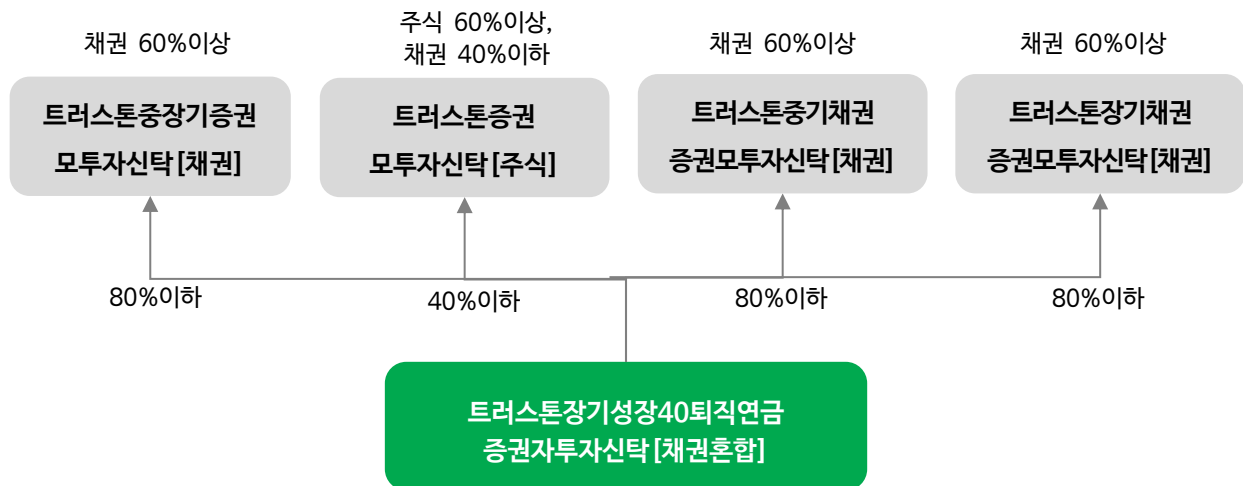 채권 60%이상
주식 60%이상,
채권 40%이하
채권 60%이상
채권 60%이상
트러스톤중장기증권
모투자신탁[채권]
트러스톤증권
모투자신탁[주식]
트러스톤중기채권
증권모투자신탁[채권]
트러스톤장기채권
증권모투자신탁[채권]
80%이하
40%이하
80%이하
80%이하
트러스톤장기성장40퇴직연금
증권자투자신탁[채권혼합]